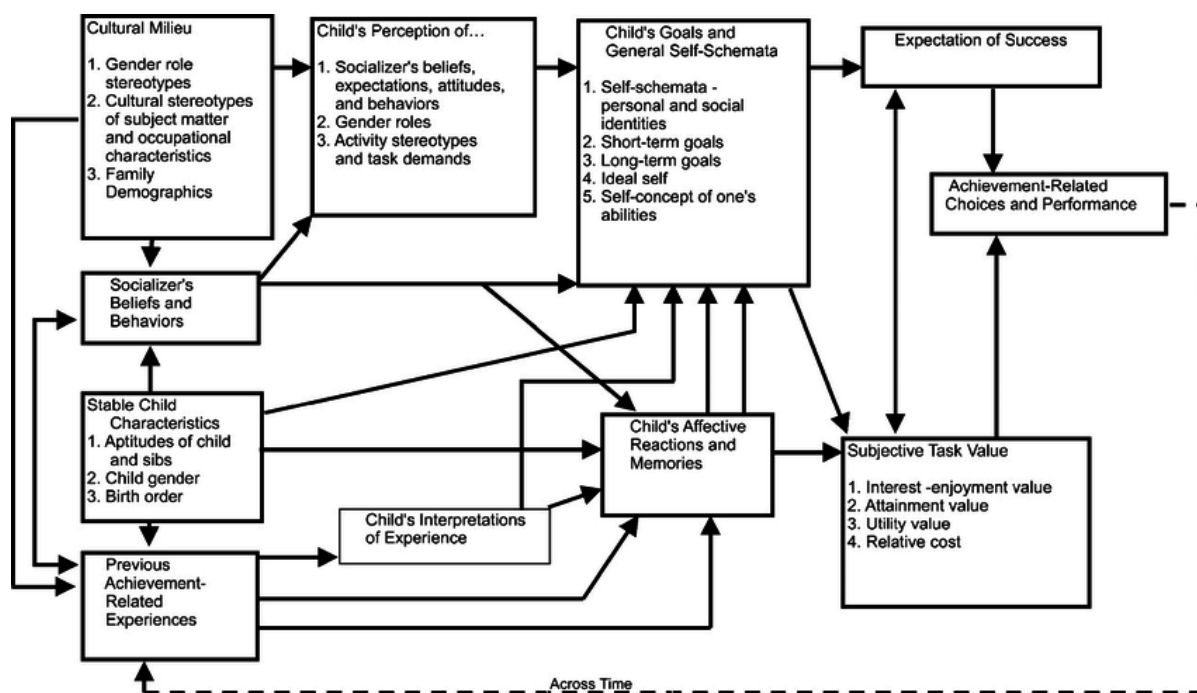 Cultural Milieu
1. Gender role
stereotypes
2. Cultural stereotypes
of subject matter
and occupational
characteristics
3. Family
Demographics
Child's Perception of...
1. Socializer's beliefs,
expectations, attitudes,
and behaviors
2. Gender roles
3. Activity stereotypes
and task demands
Child's Goals and
General Self-Schemata
1. Self-schemata -
personal and social
identities
2. Short-term goals
3. Long-term goals
4. Ideal self
5. Self-concept of one's
abilities
Expectation of Success
Achievement-Related
Choices and Performance
Socializer's
Beliefs and
Behaviors
Stable Child
Characteristics
1. Aptitudes of child
and sibs
2. Child gender
3. Birth order
Child's Affective
Reactions and
Memories
Subjective Task Value
1. Interest -enjoyment value
2. Attainment value
3. Utility value
4. Relative cost
Child's Interpretations
of Experience
Previous
Achievement-
Related
Experiences
Across Time